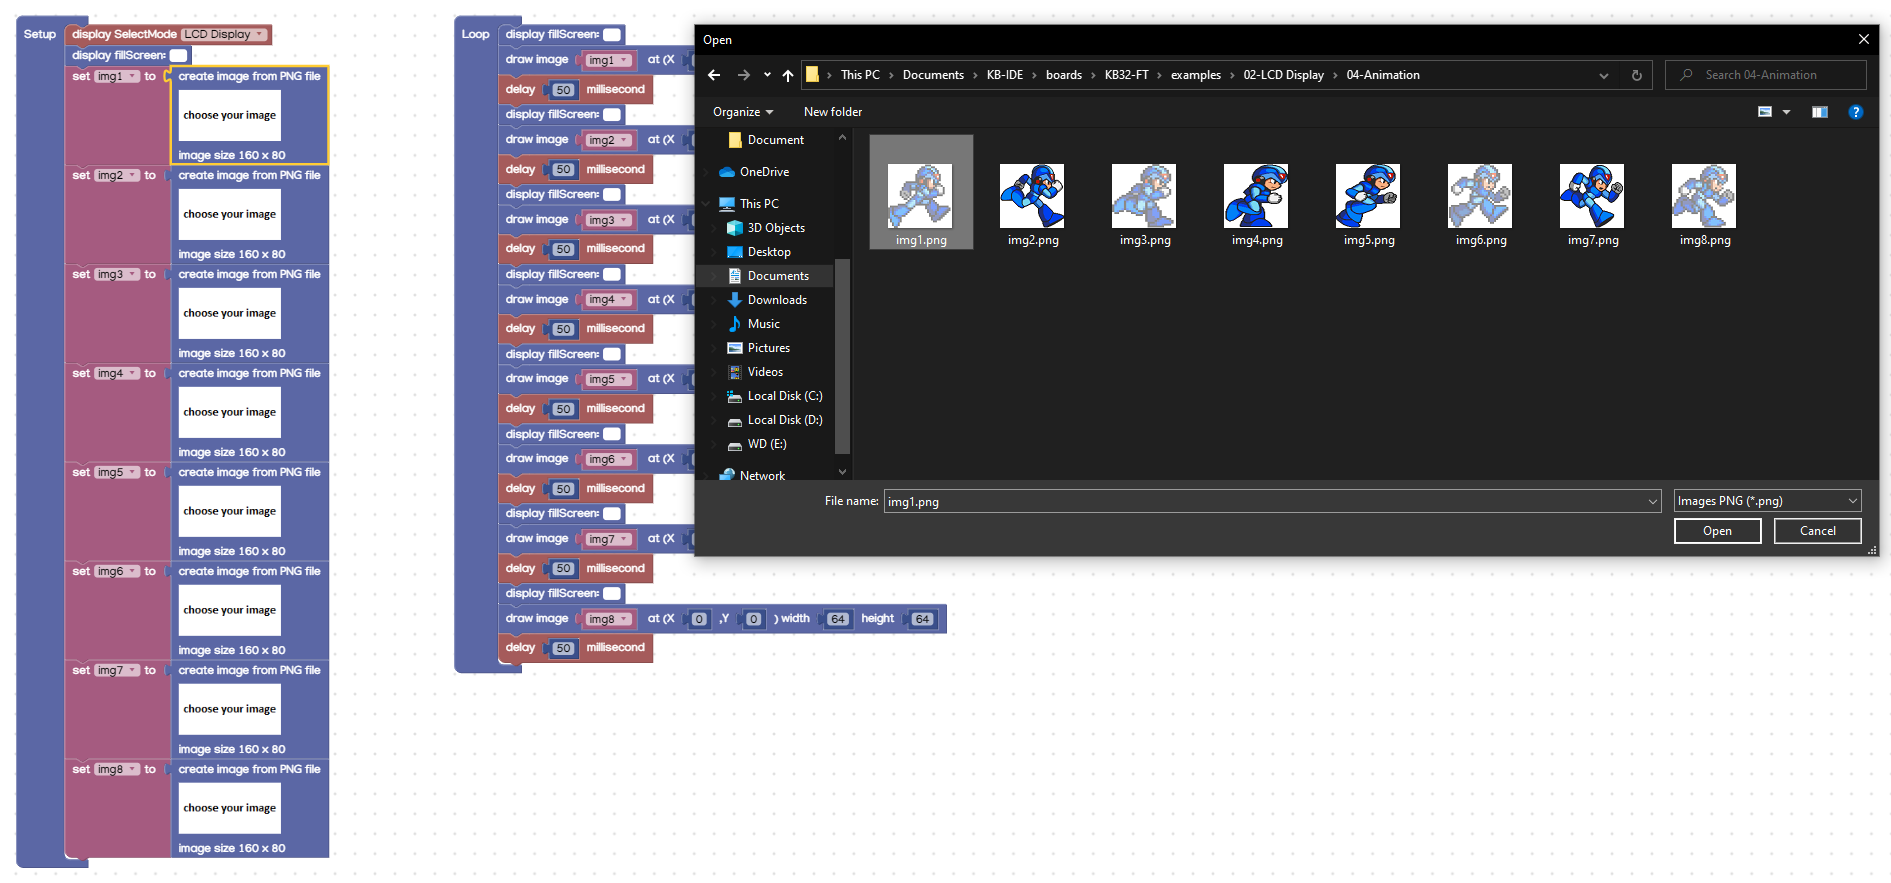 Setup
display SelectMode LCD Display
display fillScreen:
set img1 to create image from PNG file
choose your image
image size 160 x 80
set img2 to create image from PNG file
choose your image
image size 160 x 80
set img3 to create image from PNG file
choose your image
image size 160 x 80
set img4 to create image from PNG file
choose your image
image size 160 x 80
set img5 to create image from PNG file
choose your image
image size 160 x 80
set img6 to create image from PNG file
choose your image
image size 160 x 80
set img7 to create image from PNG file
choose your image
image size 160 x 80
set img8 to create image from PNG file
choose your image
image size 160 x 80
Loop
display fillScreen:
draw image img1 at (X
delay 50 millisecond
display fillScreen:
draw image img2 at (X
delay 50 millisecond
display fillScreen:
draw image img3 at (X
delay 50 millisecond
display fillScreen:
draw image img4 at (X
delay 50 millisecond
display fillScreen:
draw image img5 at (X
delay 50 millisecond
display fillScreen:
draw image img6 at (X
delay 50 millisecond
display fillScreen:
draw image img7 at (X
delay 50 millisecond
display fillScreen:
draw image img8 at (X 0 ,Y 0 ) width 64 height 64
delay 50 millisecond
Open
This PC > Documents > KB-IDE > boards > KB32-FT > examples > 02-LCD Display > 04-Animation
Search 04-Animation
Organize
New folder
Document
OneDrive
This PC
3D Objects
Desktop
Documents
Downloads
Music
Pictures
Videos
Local Disk (C:)
Local Disk (D:)
WD (E:)
Network
img1.png
img2.png
img3.png
img4.png
img5.png
img6.png
img7.png
img8.png
File name: img1.png
Images PNG (*.png)
Open
Cancel